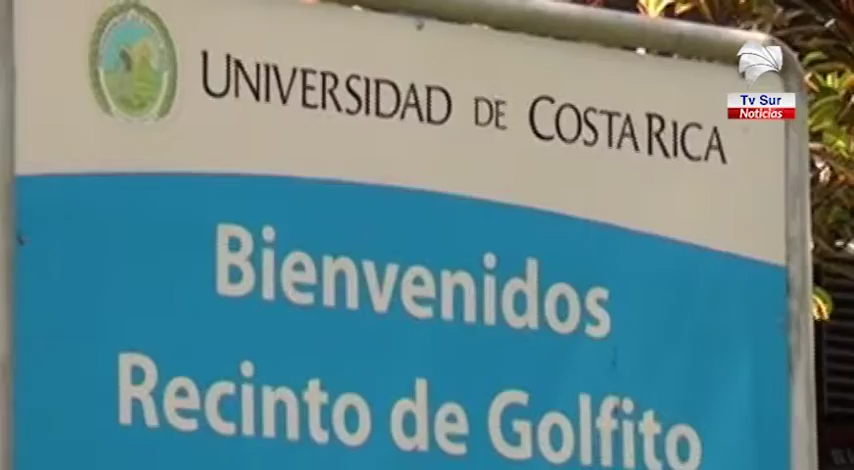 UNIVERSIDAD DE COSTA RICA
Tv Sur
Noticias
Bienvenidos
Recinto de Golfito